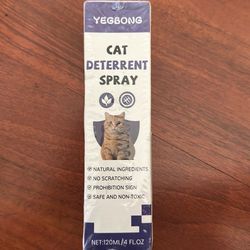 YEGBONG
CAT
DETERRENT
SPRAY
NATURAL INGREDIENTS
NO SCRATCHING
PROHIBITION SIGN
SAFE AND NON-TOXIC
NET:120ML/4 FL.OZ